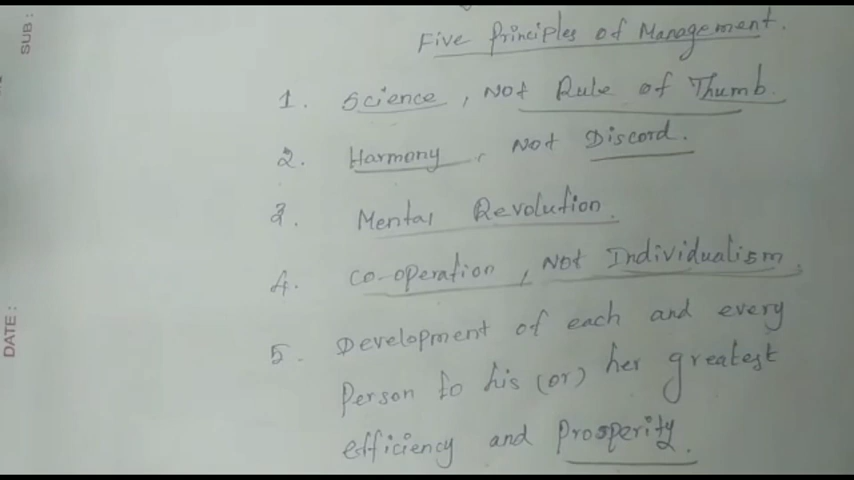 SUB :
Five Principles of Management.
1. Science, Not Rule of Thumb.
2. Harmony, Not Discord.
3. Mental Revolution.
4. Co-operation, Not Individualism.
DATE :
5. Development of each and every
Person to his (or) her greatest
efficiency and Prosperity.